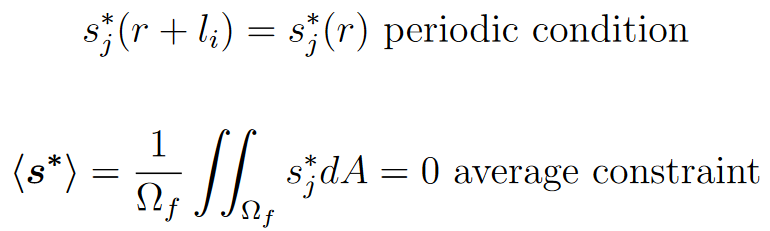 s*_j(r + l_i) = s*_j(r) periodic condition
⟨s*⟩ = 1/Ω_f ∬_{Ω_f} s*_j dA = 0 average constraint